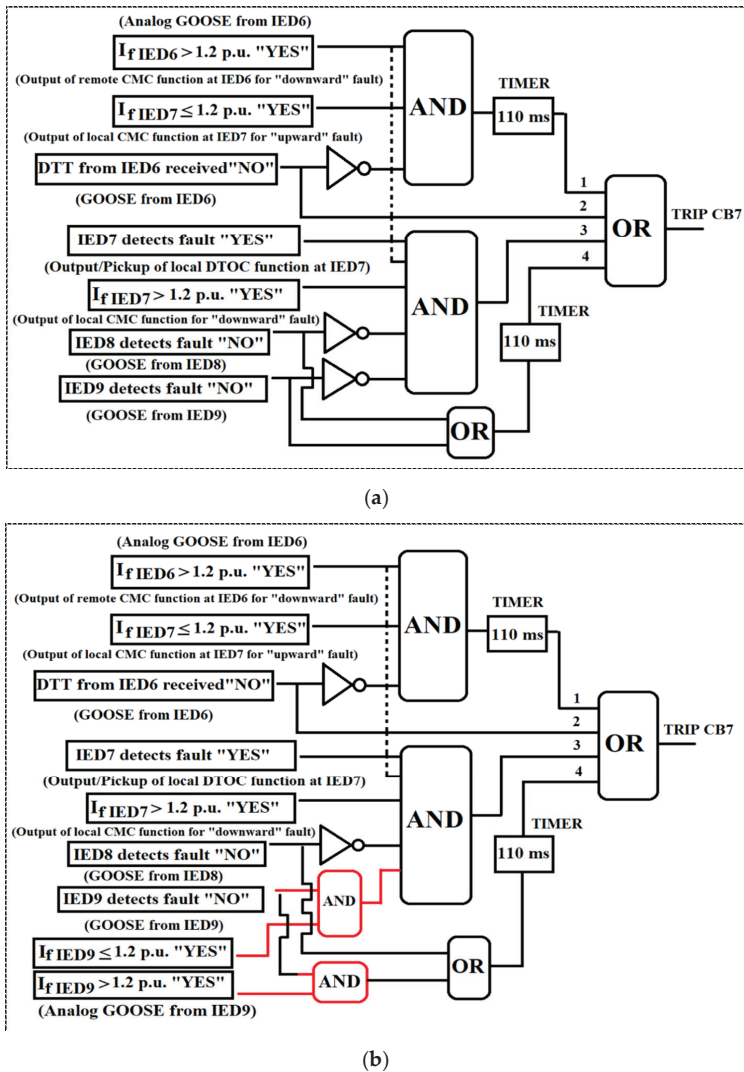 (Analog GOOSE from IED6)
I f IED6 > 1.2 p.u. "YES"
(Output of remote CMC function at IED6 for "downward" fault)
I f IED7 ≤ 1.2 p.u. "YES"
(Output of local CMC function at IED7 for "upward" fault)
DTT from IED6 received"NO"
(GOOSE from IED6)
AND
TIMER
110 ms
IED7 detects fault "YES"
(Output/Pickup of local DTOC function at IED7)
I f IED7 > 1.2 p.u. "YES"
(Output of local CMC function for "downward" fault)
IED8 detects fault "NO"
(GOOSE from IED8)
IED9 detects fault "NO"
(GOOSE from IED9)
AND
OR
110 ms
TIMER
1
2
3
4
OR
TRIP CB7
(a)
(Analog GOOSE from IED6)
I f IED6 > 1.2 p.u. "YES"
(Output of remote CMC function at IED6 for "downward" fault)
I f IED7 ≤ 1.2 p.u. "YES"
(Output of local CMC function at IED7 for "upward" fault)
DTT from IED6 received"NO"
(GOOSE from IED6)
AND
TIMER
110 ms
IED7 detects fault "YES"
(Output/Pickup of local DTOC function at IED7)
I f IED7 > 1.2 p.u. "YES"
(Output of local CMC function for "downward" fault)
IED8 detects fault "NO"
(GOOSE from IED8)
IED9 detects fault "NO"
(GOOSE from IED9)
I f IED9 ≤ 1.2 p.u. "YES"
I f IED9 > 1.2 p.u. "YES"
(Analog GOOSE from IED9)
AND
AND
AND
OR
110 ms
TIMER
1
2
3
4
OR
TRIP CB7
(b)